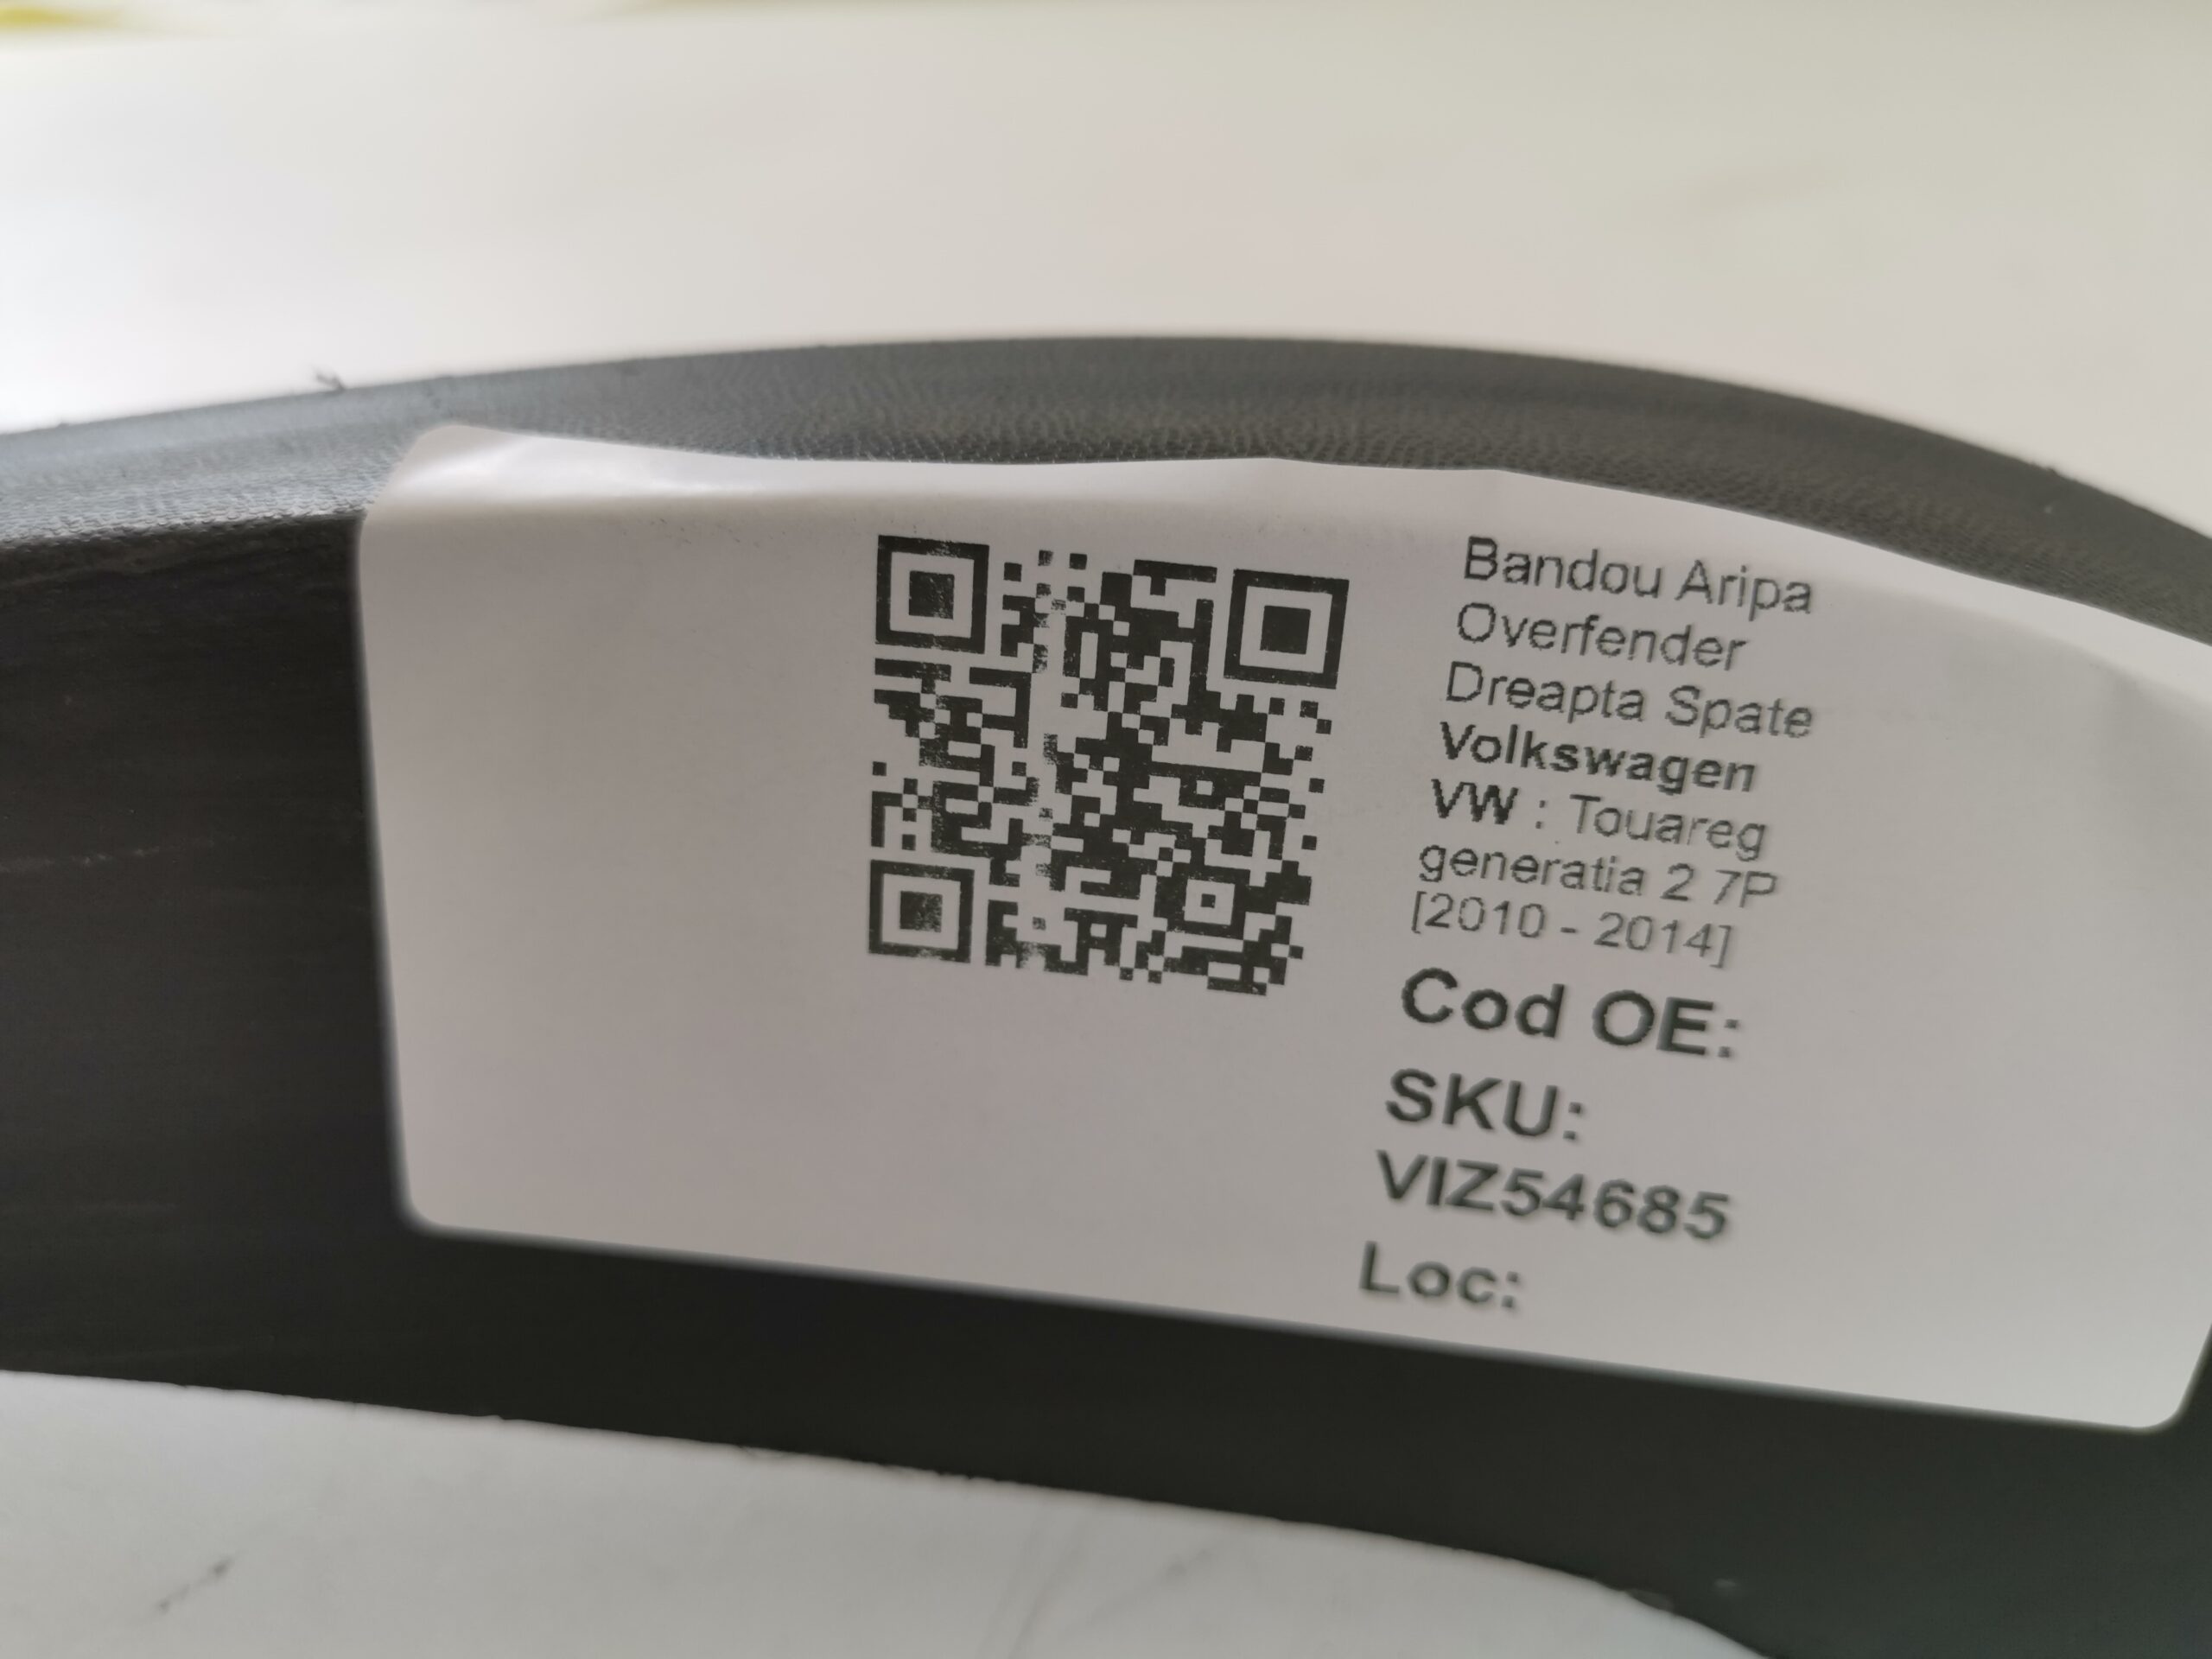 Bandou Aripa
Overfender
Dreapta Spate
Volkswagen
VW : Touareg
generatia 2 7P
[2010 - 2014]
Cod OE:
SKU:
VIZ54685
Loc: